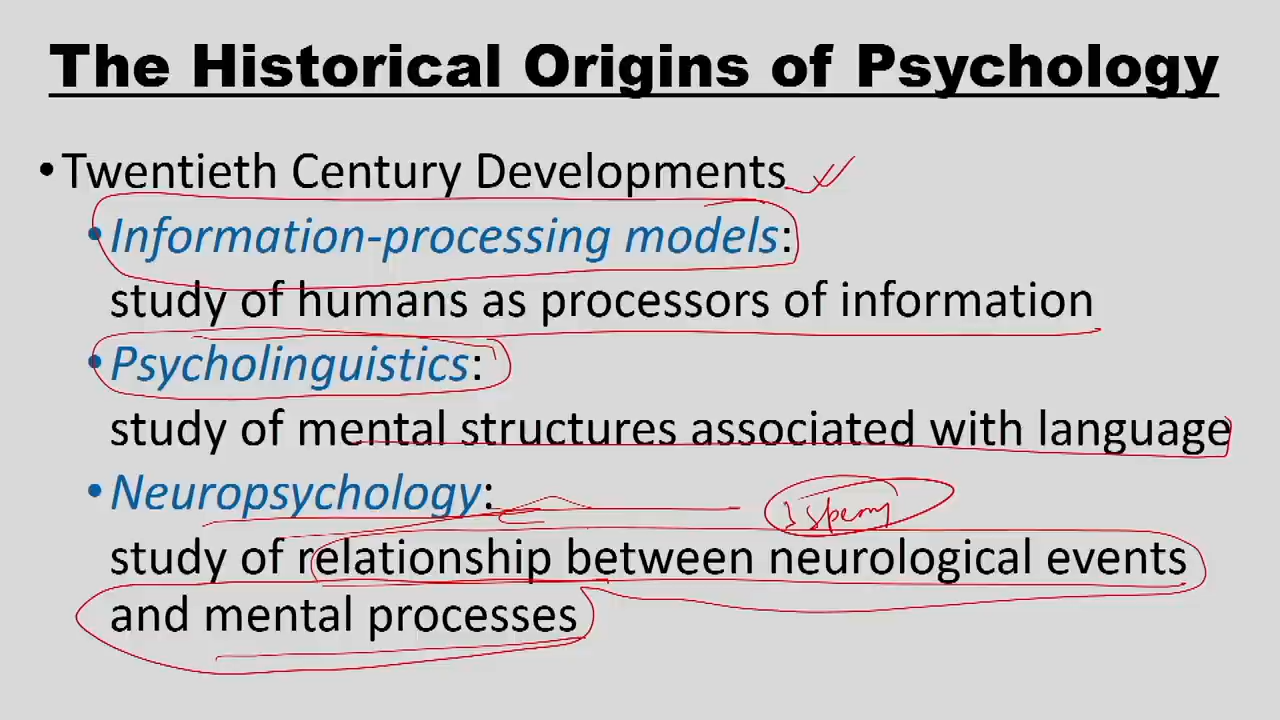 The Historical Origins of Psychology
•Twentieth Century Developments
•Information-processing models:
study of humans as processors of information
•Psycholinguistics:
study of mental structures associated with language
•Neuropsychology:
study of relationship between neurological events
and mental processes